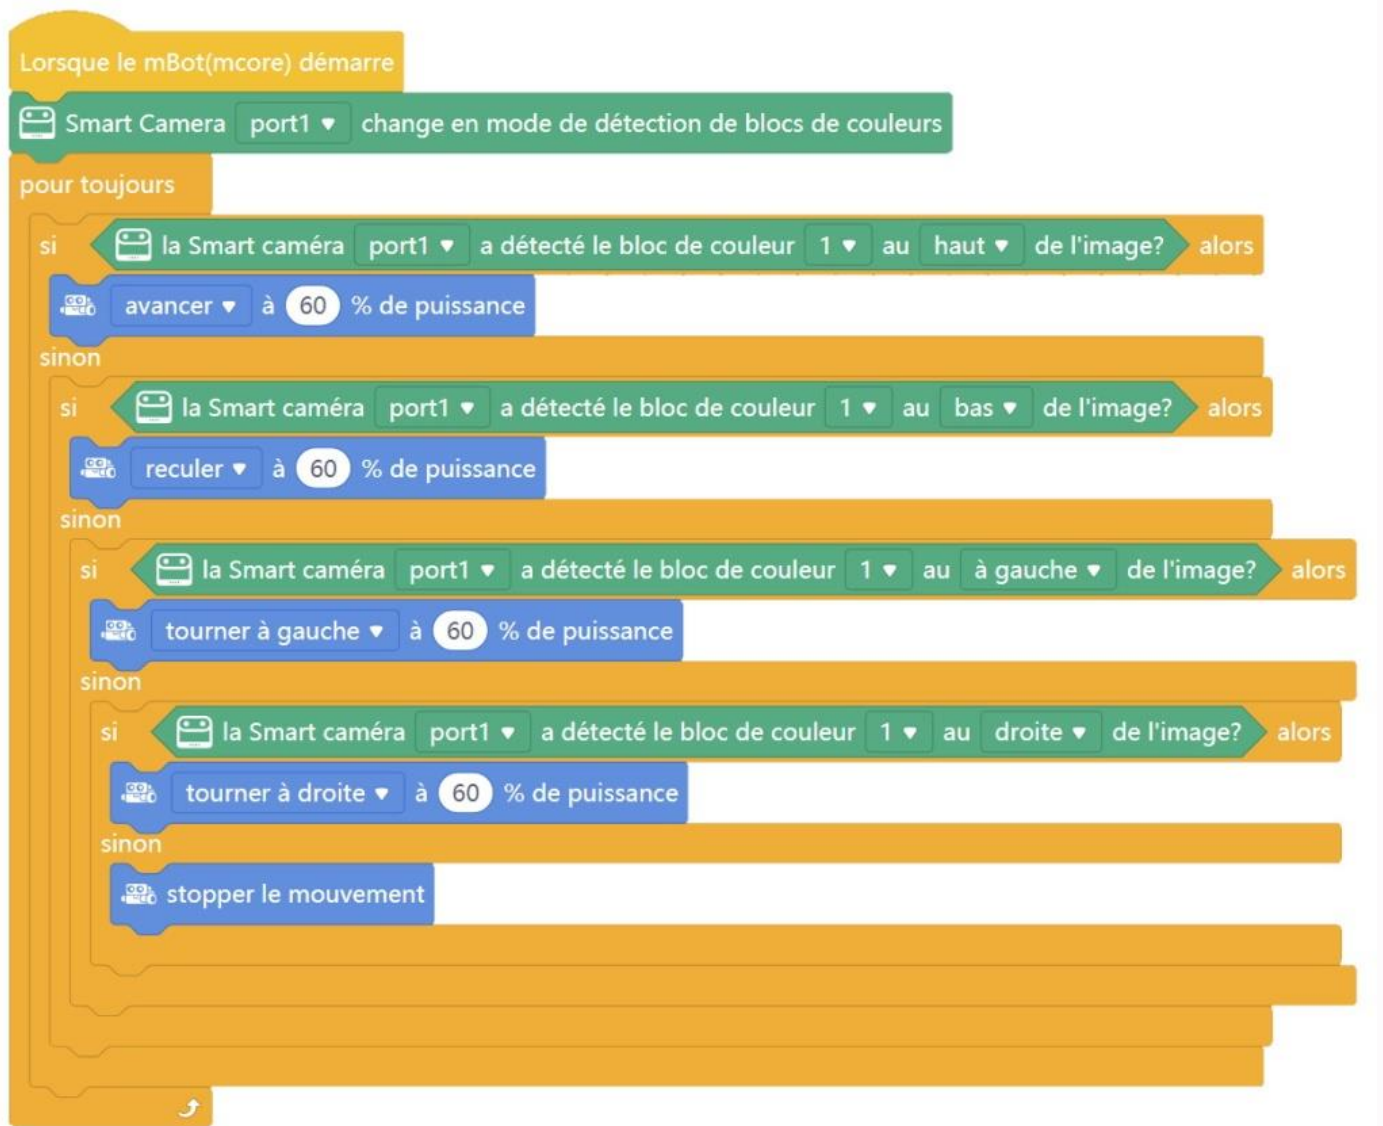 Lorsque le mBot(mcore) démarre
Smart Camera port1 change en mode de détection de blocs de couleurs
pour toujours
si la Smart caméra port1 a détecté le bloc de couleur 1 au haut de l'image? alors
avancer à 60 % de puissance
sinon
si la Smart caméra port1 a détecté le bloc de couleur 1 au bas de l'image? alors
reculer à 60 % de puissance
sinon
si la Smart caméra port1 a détecté le bloc de couleur 1 au à gauche de l'image? alors
tourner à gauche à 60 % de puissance
sinon
si la Smart caméra port1 a détecté le bloc de couleur 1 au droite de l'image? alors
tourner à droite à 60 % de puissance
sinon
stopper le mouvement